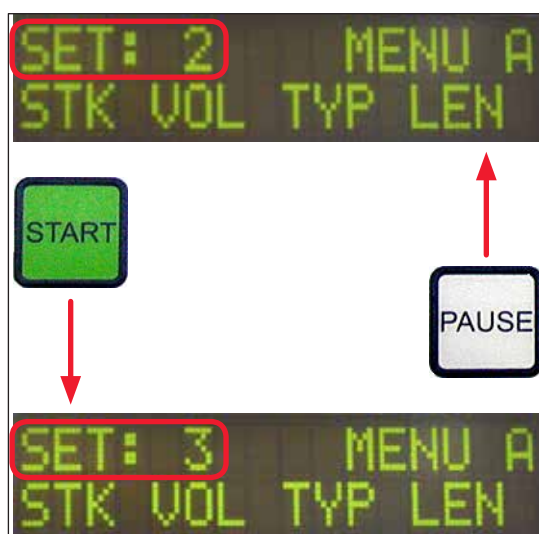 SET: 2 MENU A
STK VOL TYP LEN
START
PAUSE
SET: 3 MENU A
STK VOL TYP LEN